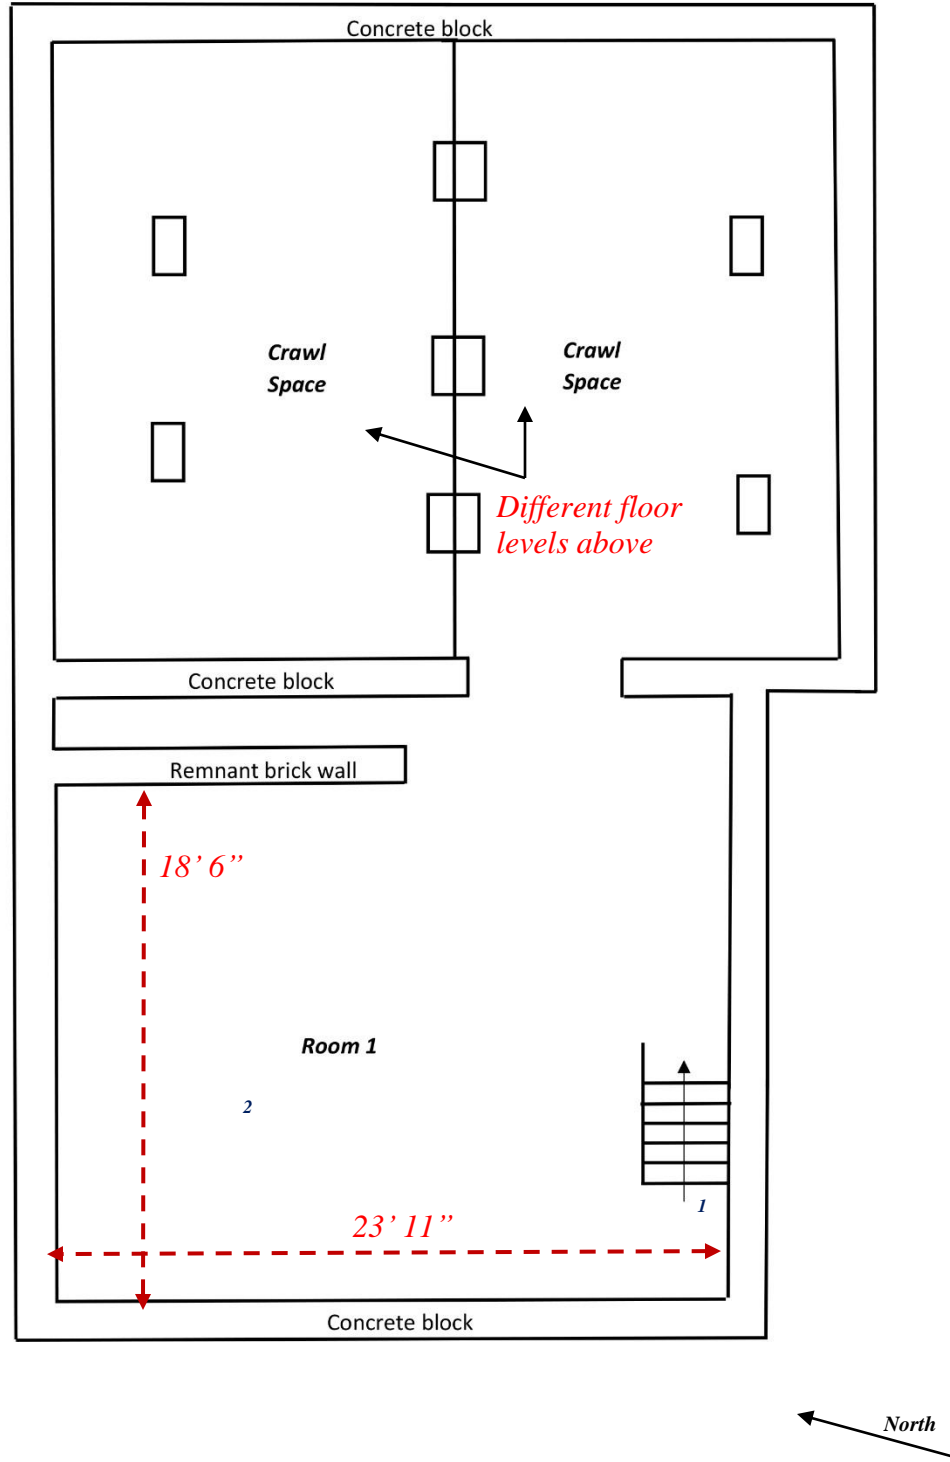 Concrete block
Crawl
Space
Crawl
Space
Different floor
levels above
Concrete block
Remnant brick wall
18’ 6”
Room 1
2
1
23’ 11”
Concrete block
North